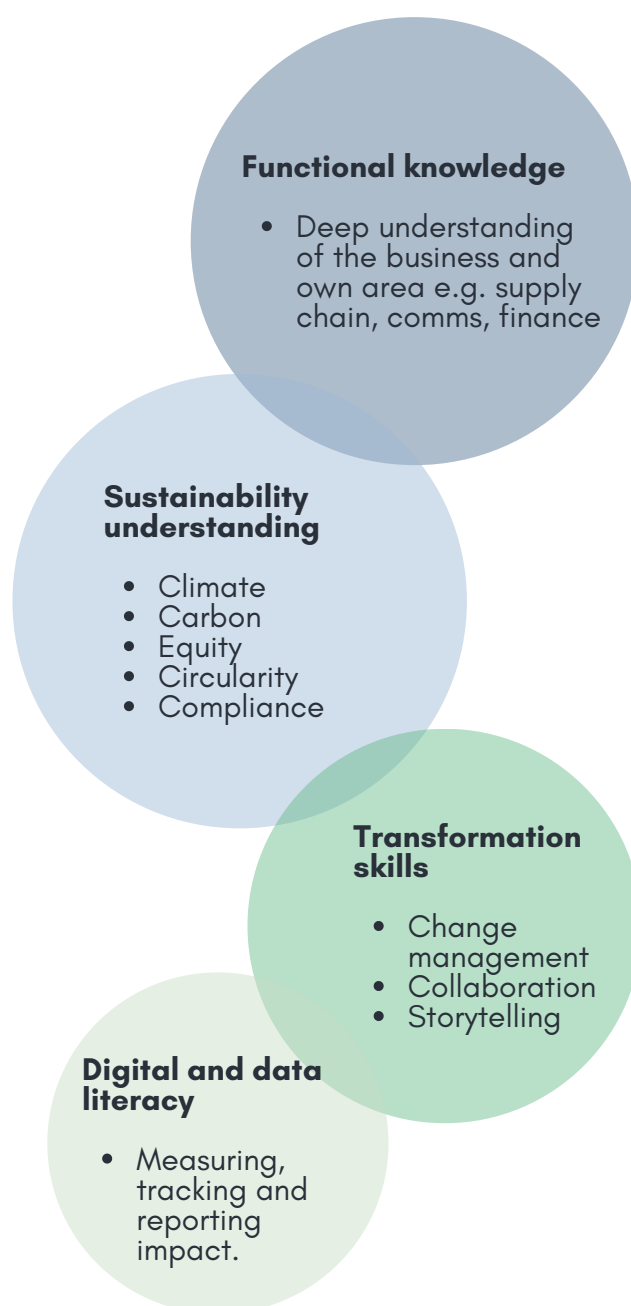 Functional knowledge
• Deep understanding
of the business and
own area e.g. supply
chain, comms, finance
Sustainability
understanding
• Climate
• Carbon
• Equity
• Circularity
• Compliance
Transformation
skills
• Change
management
• Collaboration
• Storytelling
Digital and data
literacy
• Measuring,
tracking and
reporting
impact.